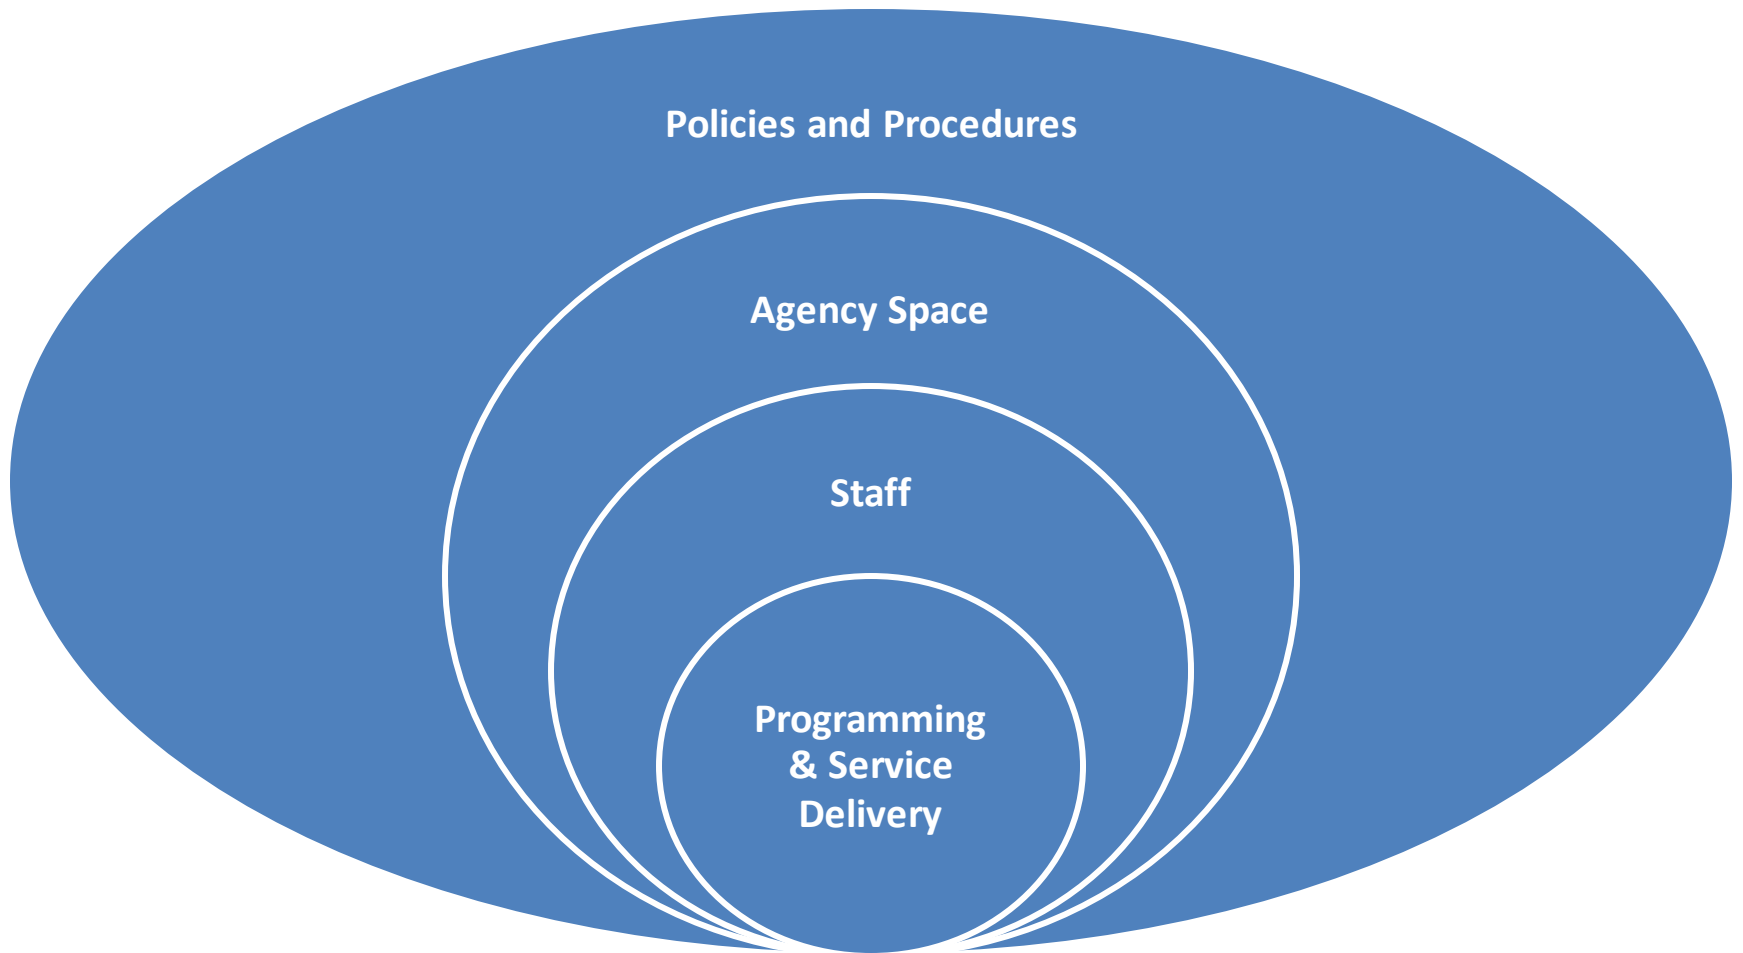 Policies and Procedures
Agency Space
Staff
Programming
& Service
Delivery